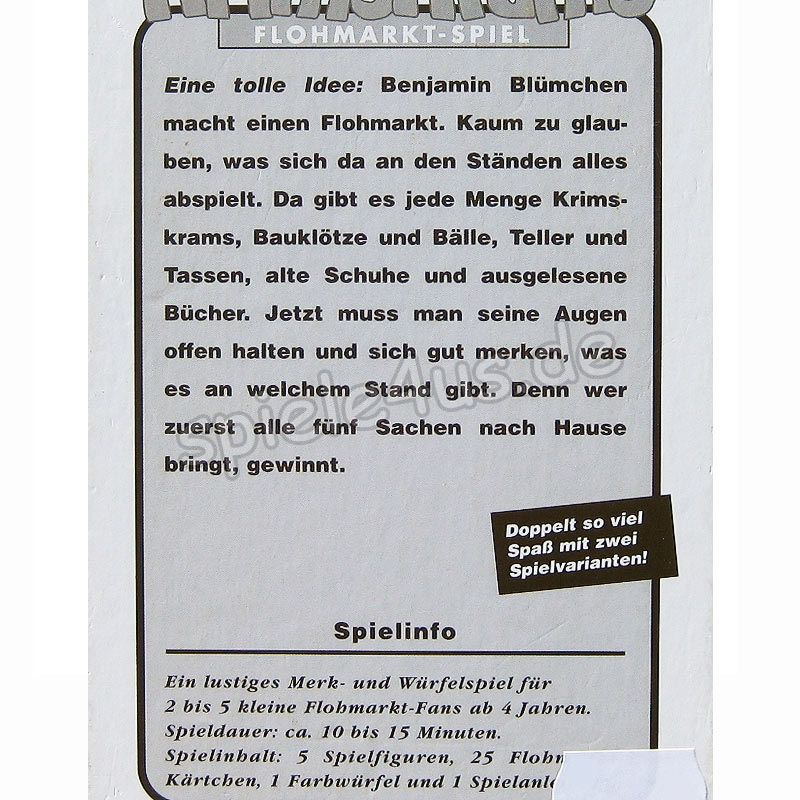 FLOHMARKT-SPIEL
Eine tolle Idee: Benjamin Blümchen
macht einen Flohmarkt. Kaum zu glau-
ben, was sich da an den Ständen alles
abspielt. Da gibt es jede Menge Krims-
krams, Bauklötze und Bälle, Teller und
Tassen, alte Schuhe und ausgelesene
Bücher. Jetzt muss man seine Augen
offen halten und sich gut merken, was
es an welchem Stand gibt. Denn wer
zuerst alle fünf Sachen nach Hause
bringt, gewinnt.
spiele4us.de
Doppelt so viel
Spaß mit zwei
Spielvarianten!
Spielinfo
Ein lustiges Merk- und Würfelspiel für
2 bis 5 kleine Flohmarkt-Fans ab 4 Jahren.
Spieldauer: ca. 10 bis 15 Minuten.
Spielinhalt: 5 Spielfiguren, 25
Kärtchen, 1 Farbwürfel und 1